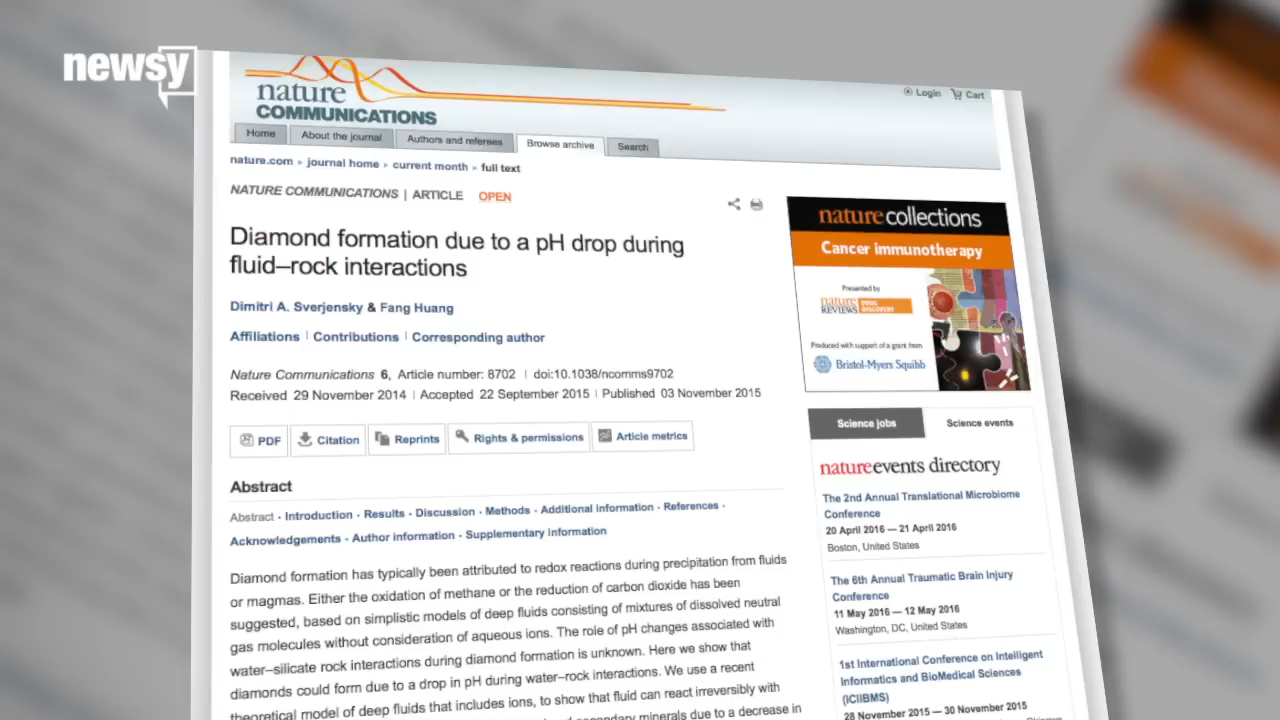 newsy
nature
COMMUNICATIONS
Login Cart
Home About the journal Authors and referees Browse archive Search
nature.com journal home current month full text
NATURE COMMUNICATIONS | ARTICLE OPEN
Diamond formation due to a pH drop during
fluid–rock interactions
Dimitri A. Sverjensky & Fang Huang
Affiliations | Contributions | Corresponding author
Nature Communications 6, Article number: 8702 | doi:10.1038/ncomms9702
Received 29 November 2014 | Accepted 22 September 2015 | Published 03 November 2015
PDF Citation Reprints Rights & permissions Article metrics
Abstract
Abstract · Introduction · Results · Discussion · Methods · Additional information · References ·
Acknowledgements · Author information · Supplementary information
Diamond formation has typically been attributed to redox reactions during precipitation from fluids
or magmas. Either the oxidation of methane or the reduction of carbon dioxide has been
suggested, based on simplistic models of deep fluids consisting of mixtures of dissolved neutral
gas molecules without consideration of aqueous ions. The role of pH changes associated with
water–silicate rock interactions during diamond formation is unknown. Here we show that
diamonds could form due to a drop in pH during water–rock interactions. We use a recent
theoretical model of deep fluids that includes ions, to show that fluid can react irreversibly with
secondary minerals due to a decrease in
nature collections
Cancer immunotherapy
Presented by
nature
REVIEWS
DRUG
DISCOVERY
Produced with support of a grant from
Bristol-Myers Squibb
Science jobs Science events
natureevents directory
The 2nd Annual Translational Microbiome
Conference
20 April 2016 — 21 April 2016
Boston, United States
The 6th Annual Traumatic Brain Injury
Conference
11 May 2016 — 12 May 2016
Washington, DC, United States
1st International Conference on Intelligent
Informatics and BioMedical Sciences
(ICIIBMS)
28 November 2015 — 30 November 2015